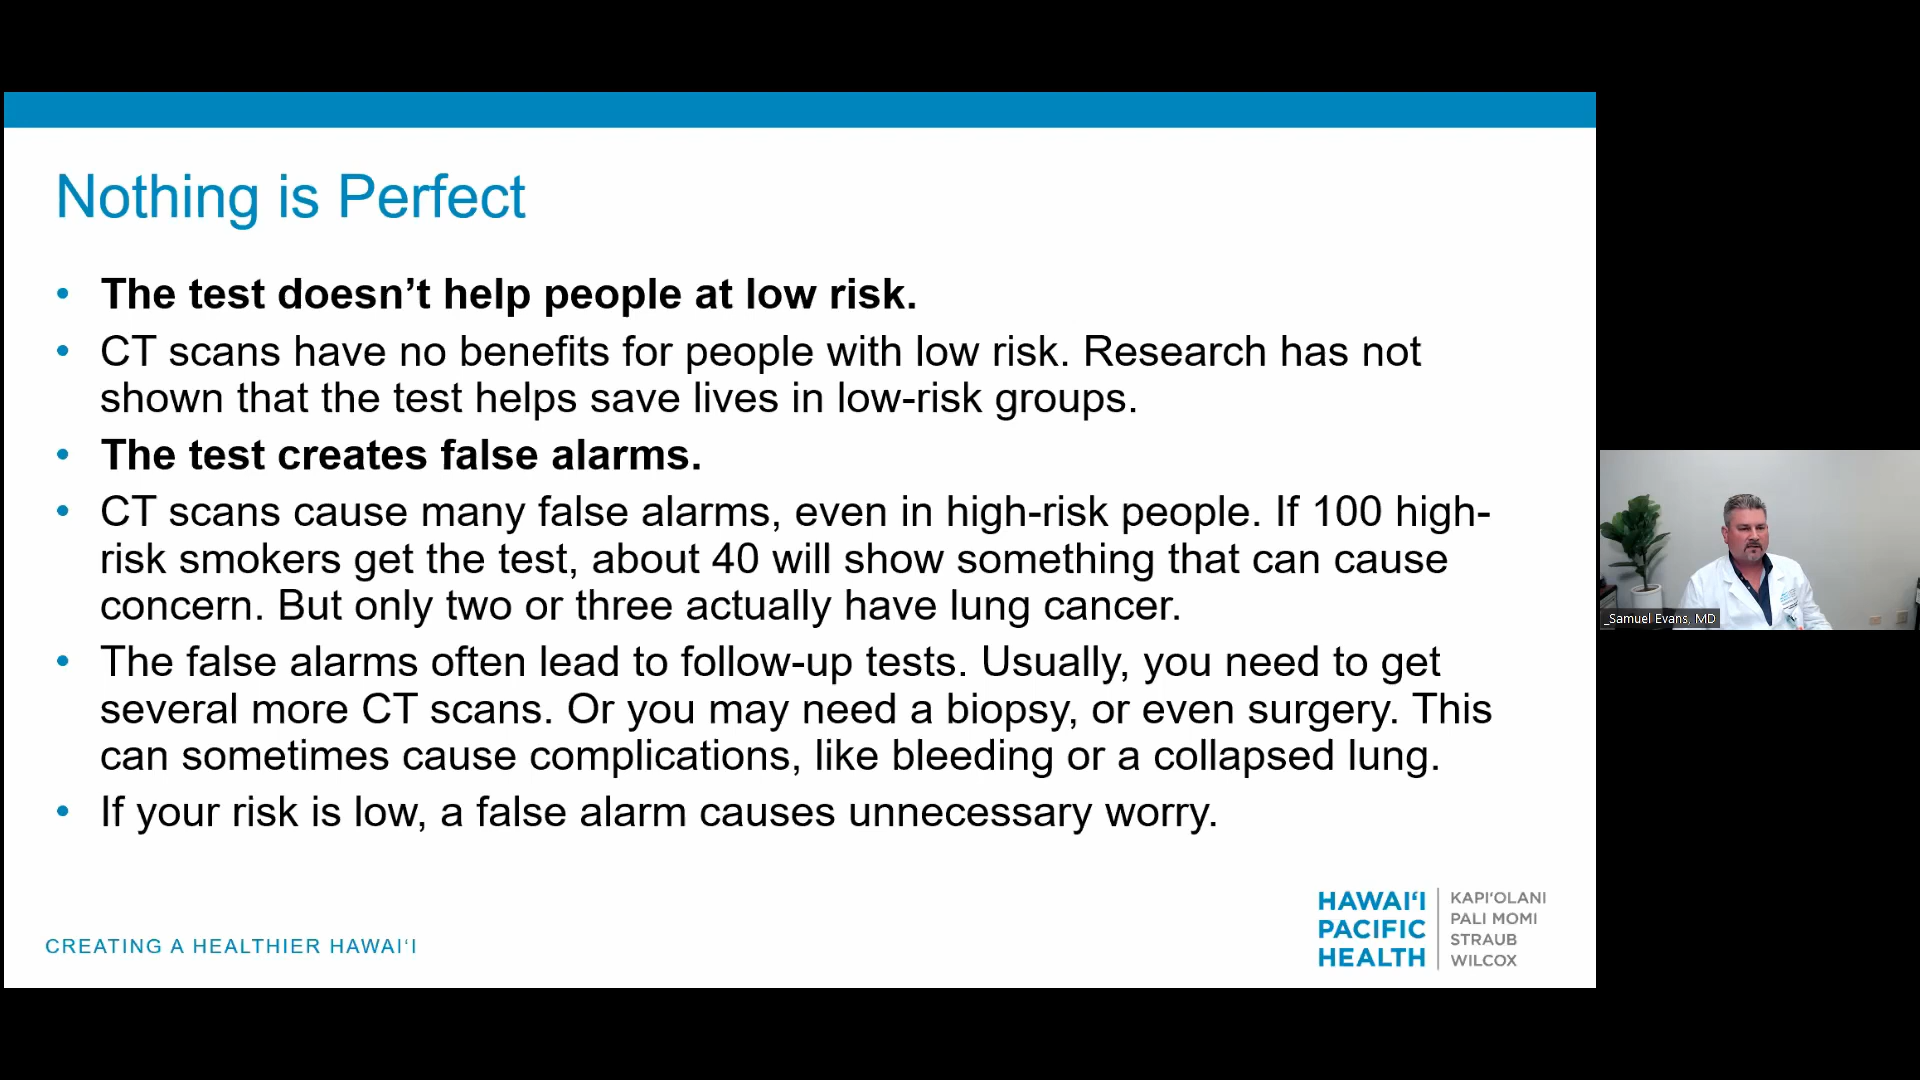 Nothing is Perfect
• The test doesn’t help people at low risk.
• CT scans have no benefits for people with low risk. Research has not
shown that the test helps save lives in low-risk groups.
• The test creates false alarms.
• CT scans cause many false alarms, even in high-risk people. If 100 high-
risk smokers get the test, about 40 will show something that can cause
concern. But only two or three actually have lung cancer.
• The false alarms often lead to follow-up tests. Usually, you need to get
several more CT scans. Or you may need a biopsy, or even surgery. This
can sometimes cause complications, like bleeding or a collapsed lung.
• If your risk is low, a false alarm causes unnecessary worry.
CREATING A HEALTHIER HAWAIʻI
HAWAIʻI
PACIFIC
HEALTH
KAPIʻOLANI
PALI MOMI
STRAUB
WILCOX
_Samuel Evans, MD